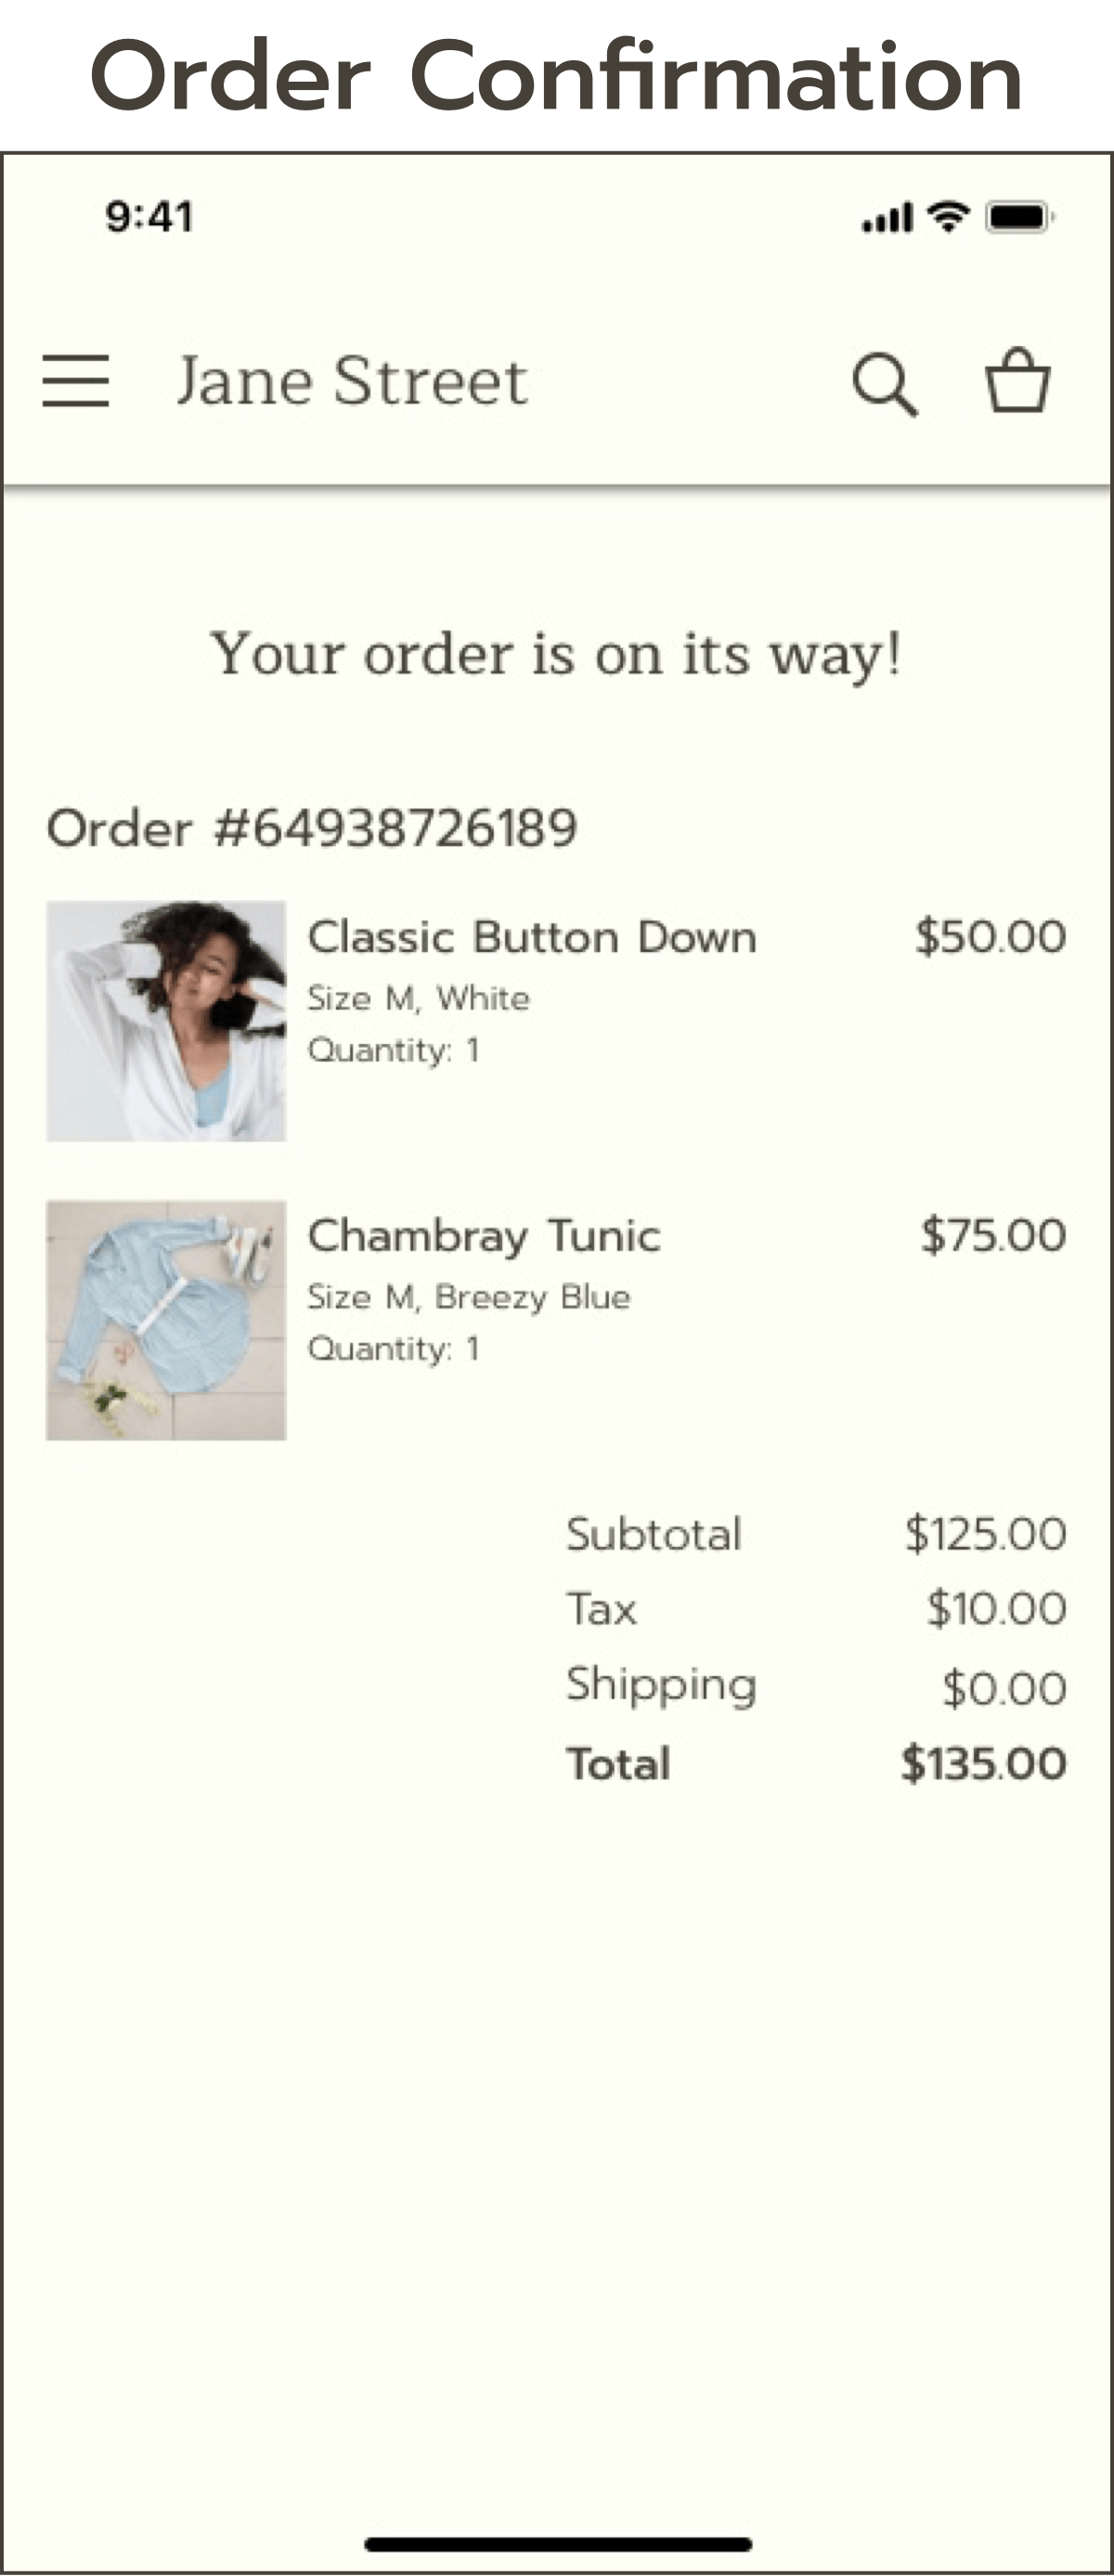 Order Confirmation
9:41
Jane Street
Your order is on its way!
Order #64938726189
Classic Button Down $50.00
Size M, White
Quantity: 1
Chambray Tunic $75.00
Size M, Breezy Blue
Quantity: 1
Subtotal $125.00
Tax $10.00
Shipping $0.00
Total $135.00